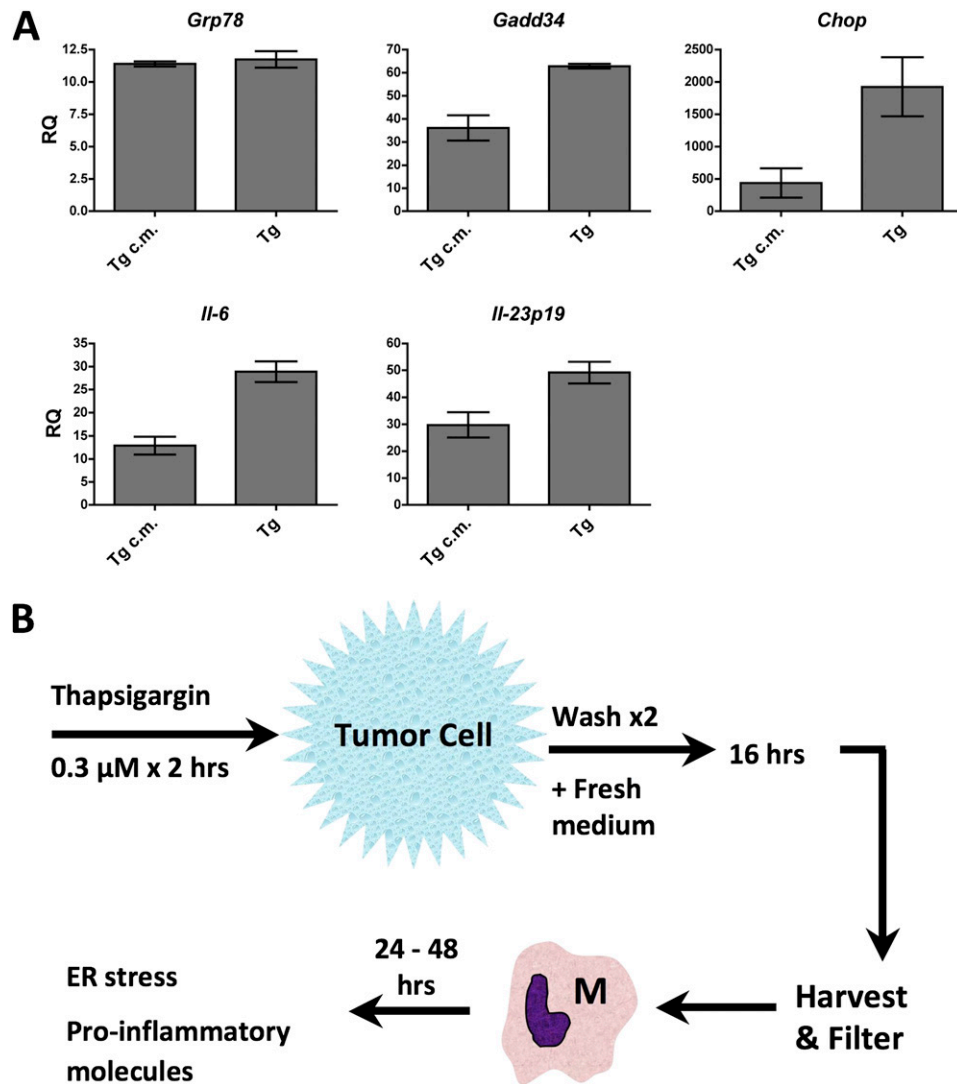 A
Grp78
Gadd34
Chop
RQ
12.5
10.0
7.5
5.0
2.5
0.0
Tg c.m.
Tg
70
60
50
40
30
20
10
0
Tg c.m.
Tg
2500
2000
1500
1000
500
0
Tg c.m.
Tg
Il-6
Il-23p19
RQ
35
30
25
20
15
10
5
0
Tg c.m.
Tg
60
50
40
30
20
10
0
Tg c.m.
Tg
B
Thapsigargin
0.3 µM x 2 hrs
Tumor Cell
Wash x2
+ Fresh
medium
16 hrs
Harvest
& Filter
M
24 - 48
hrs
ER stress
Pro-inflammatory
molecules